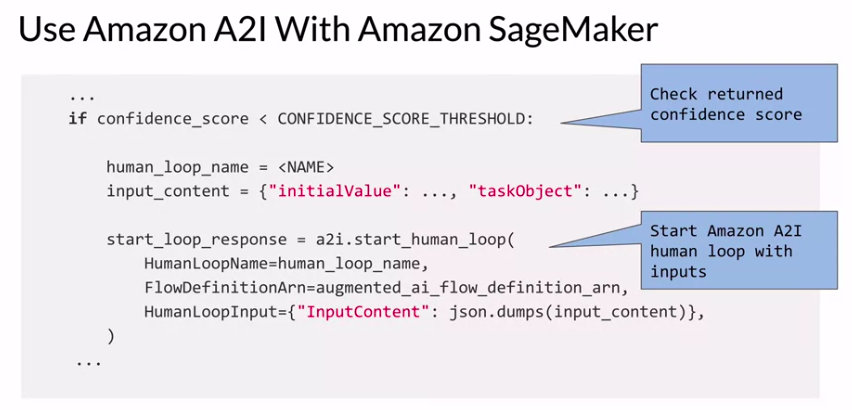 Use Amazon A2I With Amazon SageMaker
...
if confidence_score < CONFIDENCE_SCORE_THRESHOLD:
Check returned
confidence score
human_loop_name = <NAME>
input_content = {"initialValue": ..., "taskObject": ...}
start_loop_response = a2i.start_human_loop(
HumanLoopName=human_loop_name,
FlowDefinitionArn=augmented_ai_flow_definition_arn,
HumanLoopInput={"InputContent": json.dumps(input_content)},
)
Start Amazon A2I
human loop with
inputs
...